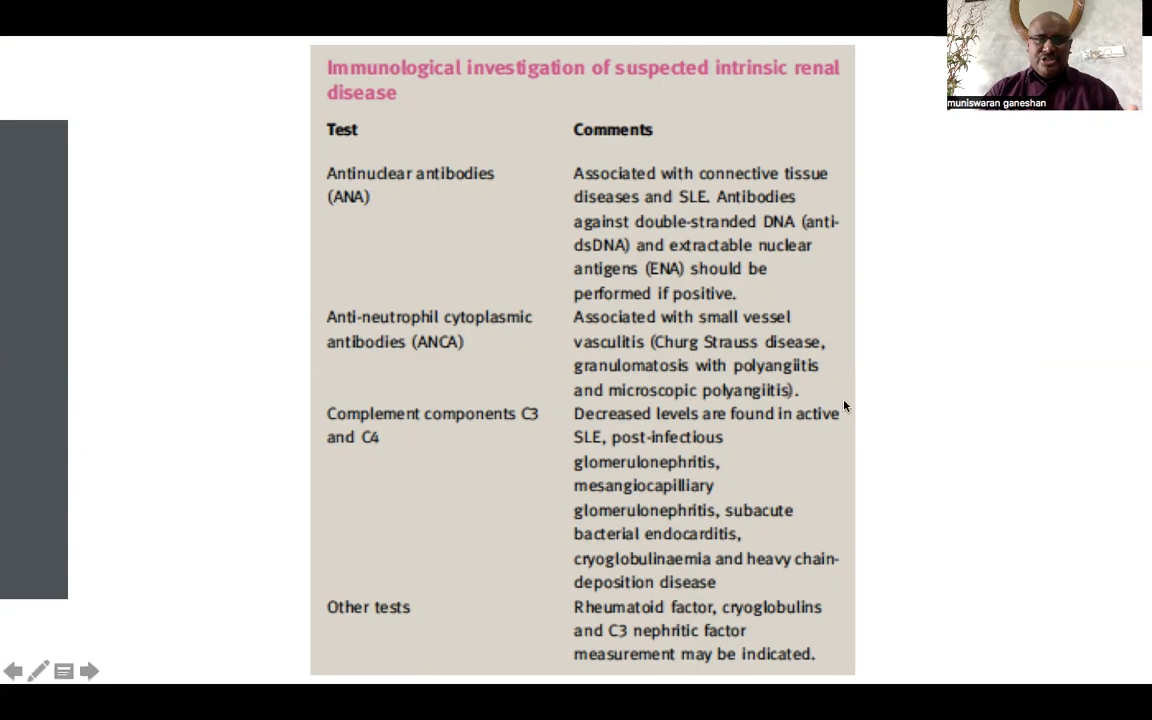 muniswaran ganeshan
Immunological investigation of suspected intrinsic renal
disease
Test
Comments
Antinuclear antibodies
(ANA)
Associated with connective tissue
diseases and SLE. Antibodies
against double-stranded DNA (anti-
dsDNA) and extractable nuclear
antigens (ENA) should be
performed if positive.
Anti-neutrophil cytoplasmic
antibodies (ANCA)
Associated with small vessel
vasculitis (Churg Strauss disease,
granulomatosis with polyangiitis
and microscopic polyangiitis).
Complement components C3
and C4
Decreased levels are found in active
SLE, post-infectious
glomerulonephritis,
mesangiocapilliary
glomerulonephritis, subacute
bacterial endocarditis,
cryoglobulinaemia and heavy chain-
deposition disease
Other tests
Rheumatoid factor, cryoglobulins
and C3 nephritic factor
measurement may be indicated.